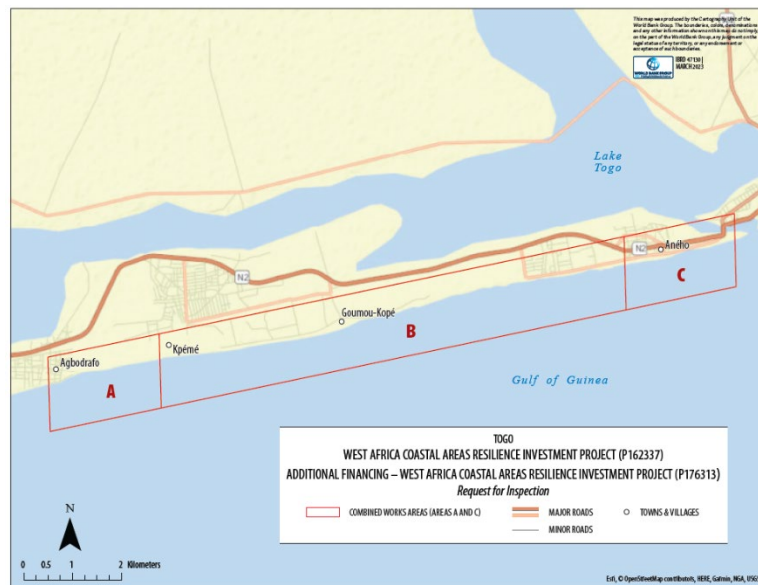 This map was produced by the Cartography Unit of the
World Bank Group. The boundaries, colors, denominations
and any other information shown on this map do not imply,
on the part of the World Bank Group, any judgment on the
legal status of any territory, or any endorsement or
acceptance of such boundaries.
WORLD BANK GROUP
IBRD 47130 |
MARCH 2023
Lake
Togo
N2
Aného
C
N2
Goumou-Kopé
B
Kpémé
Agbodrafo
A
Gulf of Guinea
TOGO
WEST AFRICA COASTAL AREAS RESILIENCE INVESTMENT PROJECT (P162337)
ADDITIONAL FINANCING – WEST AFRICA COASTAL AREAS RESILIENCE INVESTMENT PROJECT (P176313)
Request for Inspection
COMBINED WORKS AREAS (AREAS A AND C)
MAJOR ROADS
TOWNS & VILLAGES
MINOR ROADS
N
0 0.5 1 2 Kilometers
Esri, © OpenStreetMap contributors, HERE, Garmin, NGA, USGS